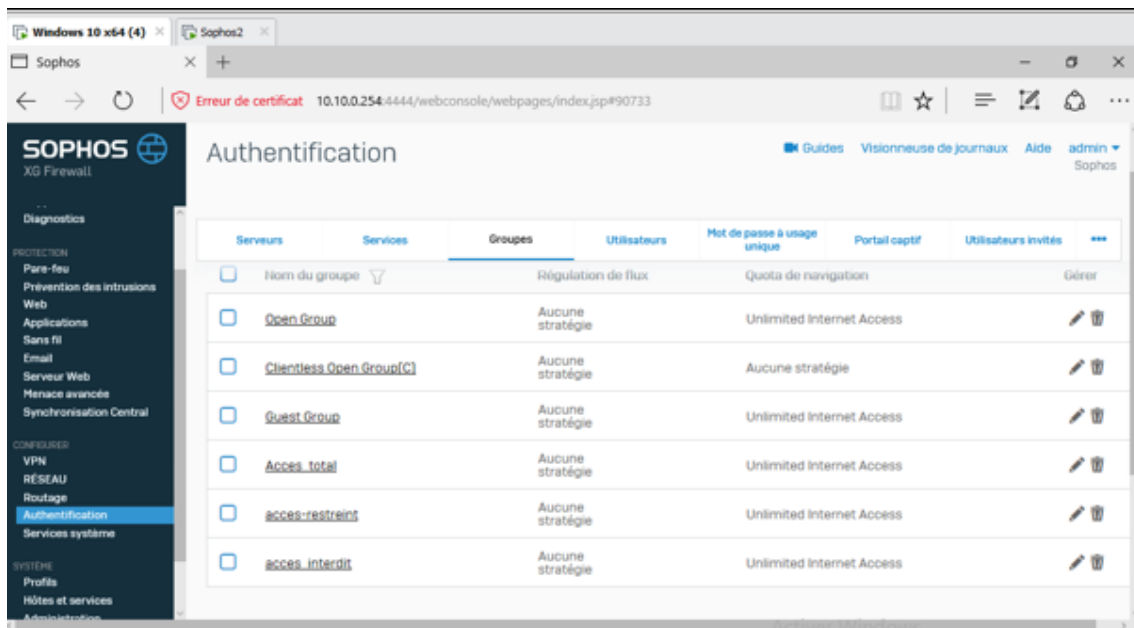 Windows 10 x64 (4)
Sophos2
Sophos
Erreur de certificat 10.10.0.254:4444/webconsole/webpages/index.jsp#90733
SOPHOS
XG Firewall
Diagnostics
PROTECTION
Pare-feu
Prévention des intrusions
Web
Applications
Sans fil
Email
Serveur Web
Menace avancée
Synchronisation Central
CONFIGURER
VPN
RÉSEAU
Routage
Authentification
Services système
SYSTÈME
Profils
Hôtes et services
Administration
Authentification
Guides Visionneuse de journaux Aide admin
Sophos
Serveurs Services Groupes Utilisateurs Mot de passe à usage unique Portail captif Utilisateurs invités
Nom du groupe Régulation de flux Quota de navigation Gérer
Open Group Aucune stratégie Unlimited Internet Access
Clientless Open Group[C] Aucune stratégie Aucune stratégie
Guest Group Aucune stratégie Unlimited Internet Access
Acces_total Aucune stratégie Unlimited Internet Access
acces-restreint Aucune stratégie Unlimited Internet Access
acces_interdit Aucune stratégie Unlimited Internet Access
Activer Windows